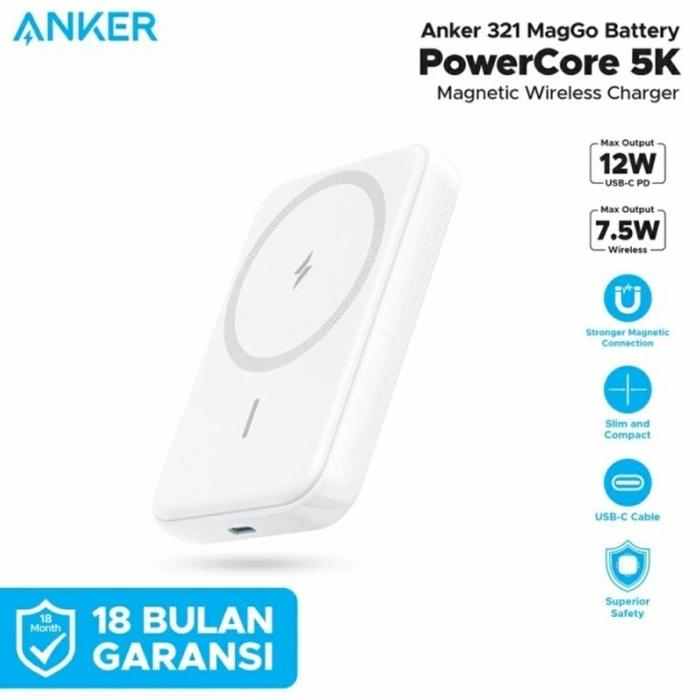 ANKER
Anker 321 MagGo Battery
PowerCore 5K
Magnetic Wireless Charger
Max Output
12W
USB-C PD
Max Output
7.5W
Wireless
Stronger Magnetic
Connection
Slim and
Compact
USB-C Cable
Superior
Safety
18
Month
18 BULAN
GARANSI